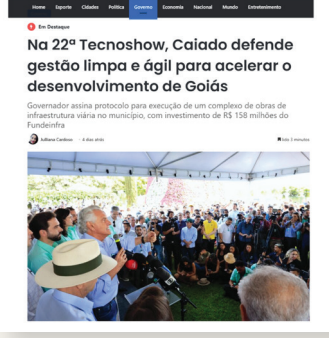 Home Esporte Cidades Política Governo Economia Nacional Mundo Entretenimento
Em Destaque
Na 22ª Tecnoshow, Caiado defende
gestão limpa e ágil para acelerar o
desenvolvimento de Goiás
Governador assina protocolo para execução de um complexo de obras de
infraestrutura viária no município, com investimento de R$ 158 milhões do
Fundeinfra
Julliana Cardoso · 4 dias atrás
Lido 3 minutos